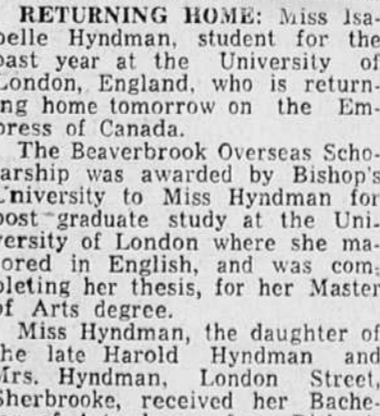 RETURNING HOME: Miss Isa-
belle Hyndman, student for the
past year at the University of
London, England, who is return-
ing home tomorrow on the Em-
press of Canada.
The Beaverbrook Overseas Scho-
larship was awarded by Bishop's
University to Miss Hyndman for
post graduate study at the Uni-
versity of London where she ma-
jored in English, and was com-
pleting her thesis, for her Master
of Arts degree.
Miss Hyndman, the daughter of
the late Harold Hyndman and
Mrs. Hyndman, London Street,
Sherbrooke, received her Bache-